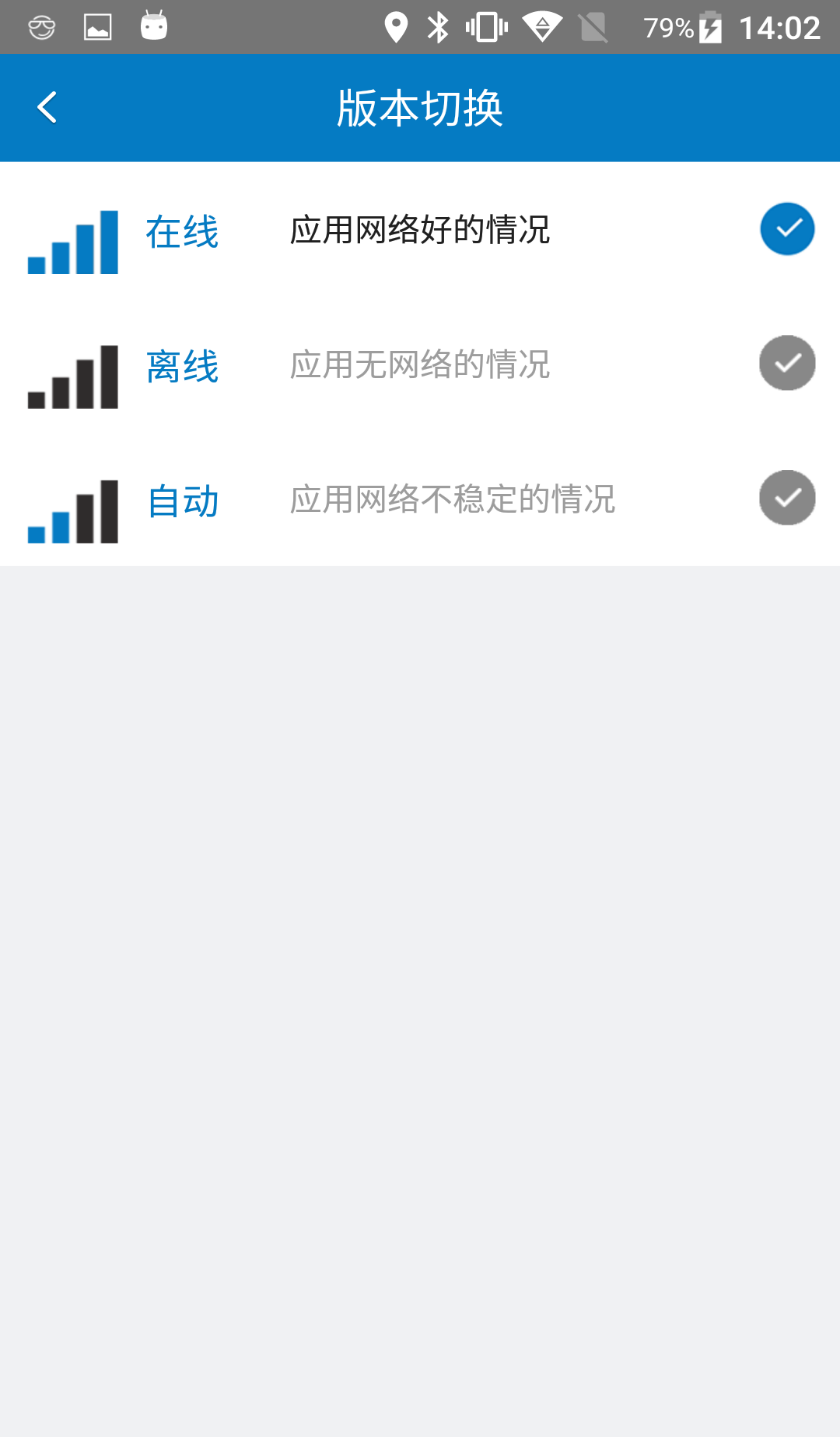 79% 14:02
版本切换
在线 应用网络好的情况
离线 应用无网络的情况
自动 应用网络不稳定的情况